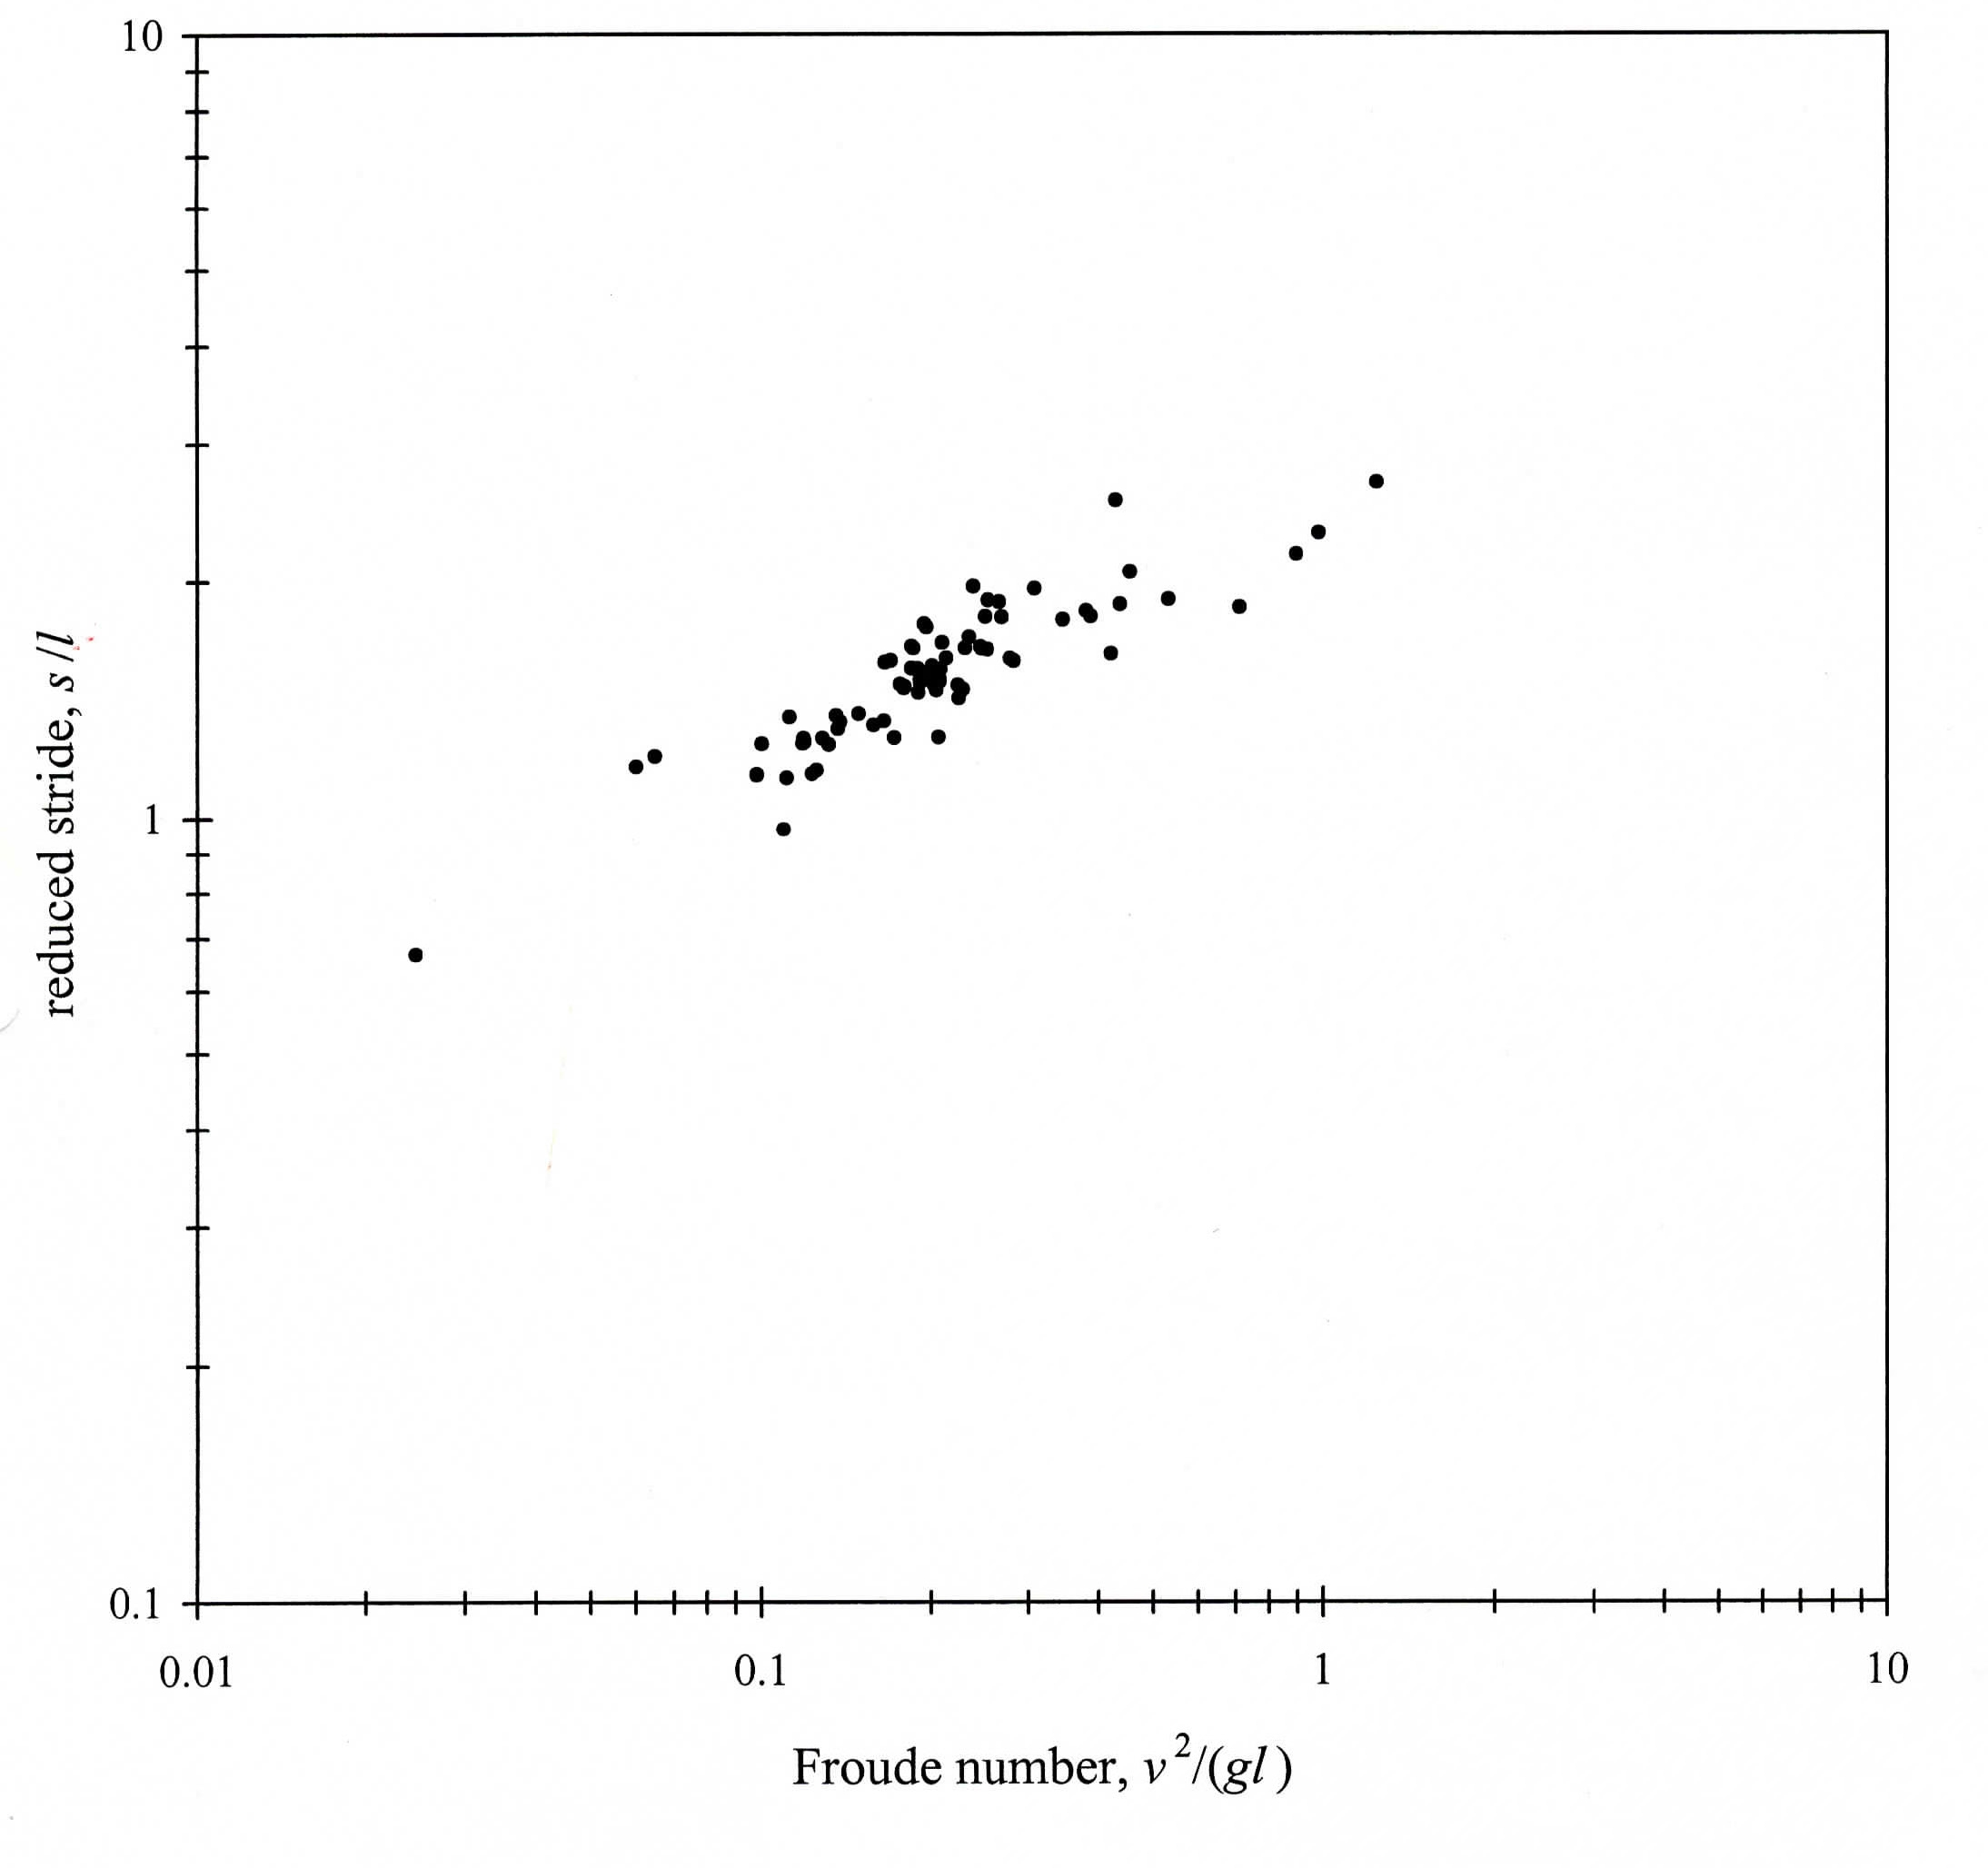 10
1
0.1
reduced stride, s/l
0.01 0.1 1 10
Froude number, v²/(gl)